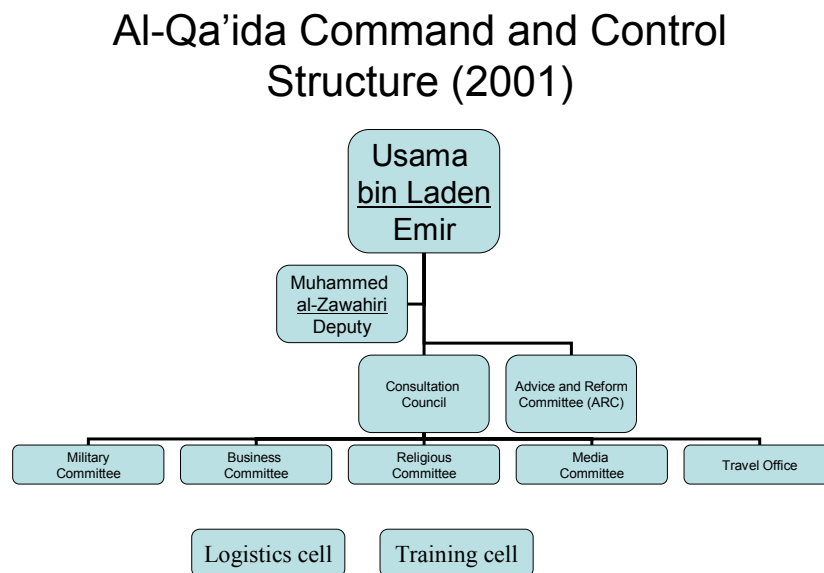 Al-Qa’ida Command and Control
Structure (2001)
Usama
bin Laden
Emir
Muhammed
al-Zawahiri
Deputy
Consultation
Council
Advice and Reform
Committee (ARC)
Military
Committee
Business
Committee
Religious
Committee
Media
Committee
Travel Office
Logistics cell
Training cell